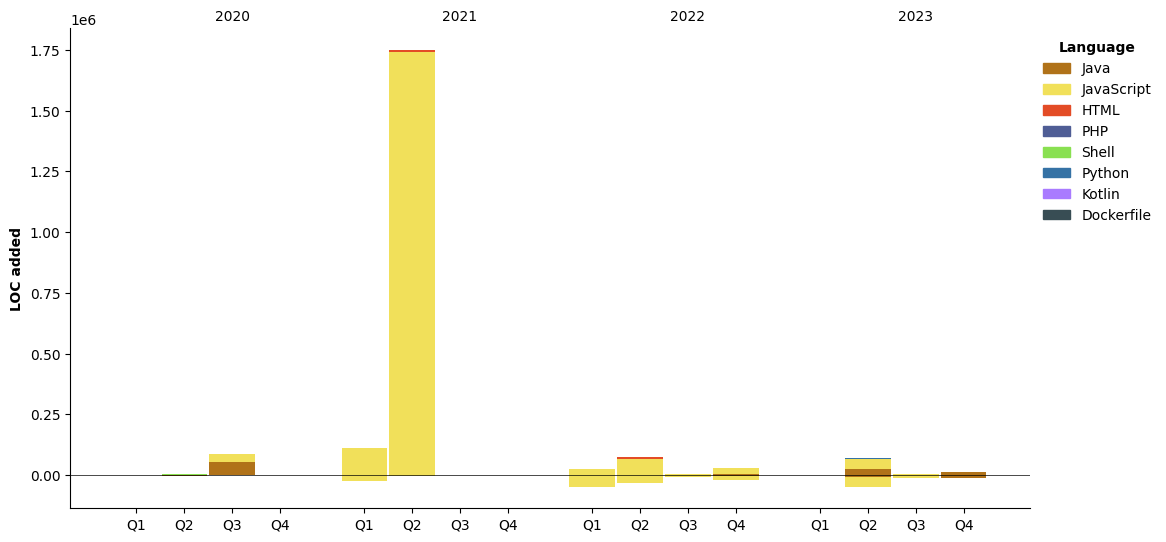 2020 2021 2022 2023
1e6
Language
Java
JavaScript
HTML
PHP
Shell
Python
Kotlin
Dockerfile
LOC added
1.75
1.50
1.25
1.00
0.75
0.50
0.25
0.00
Q1 Q2 Q3 Q4 Q1 Q2 Q3 Q4 Q1 Q2 Q3 Q4 Q1 Q2 Q3 Q4